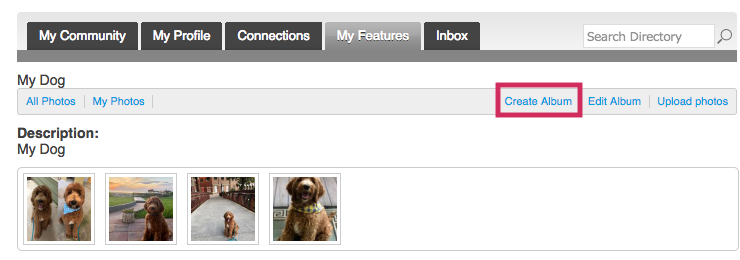 My Community My Profile Connections My Features Inbox Search Directory
My Dog
All Photos My Photos Create Album Edit Album Upload photos
Description:
My Dog